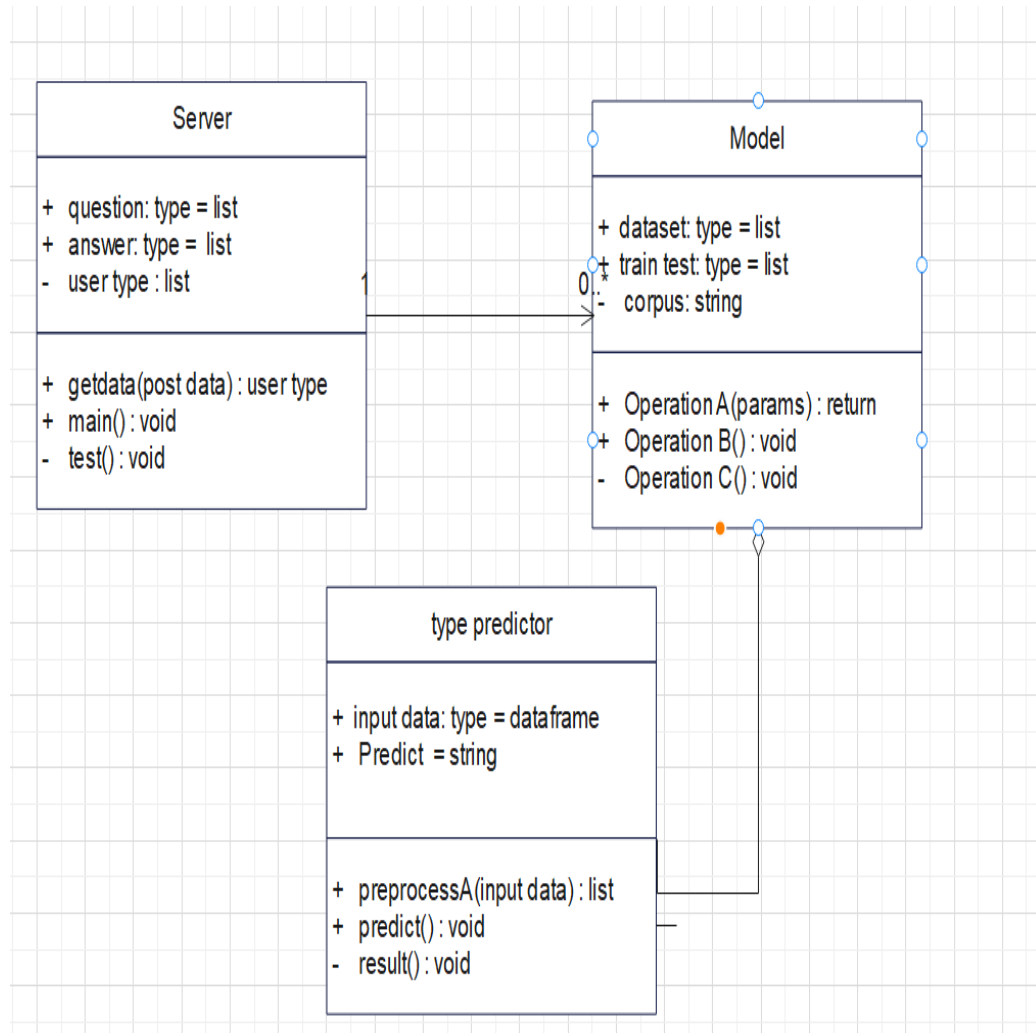 Server
+ question: type = list
+ answer: type = list
- user type : list
+ getdata(post data) : user type
+ main() : void
- test() : void
1
0..*
Model
+ dataset: type = list
+ train test: type = list
- corpus: string
+ Operation A(params) : return
+ Operation B() : void
- Operation C() : void
type predictor
+ input data: type = dataframe
+ Predict = string
+ preprocessA(input data) : list
+ predict() : void
- result() : void